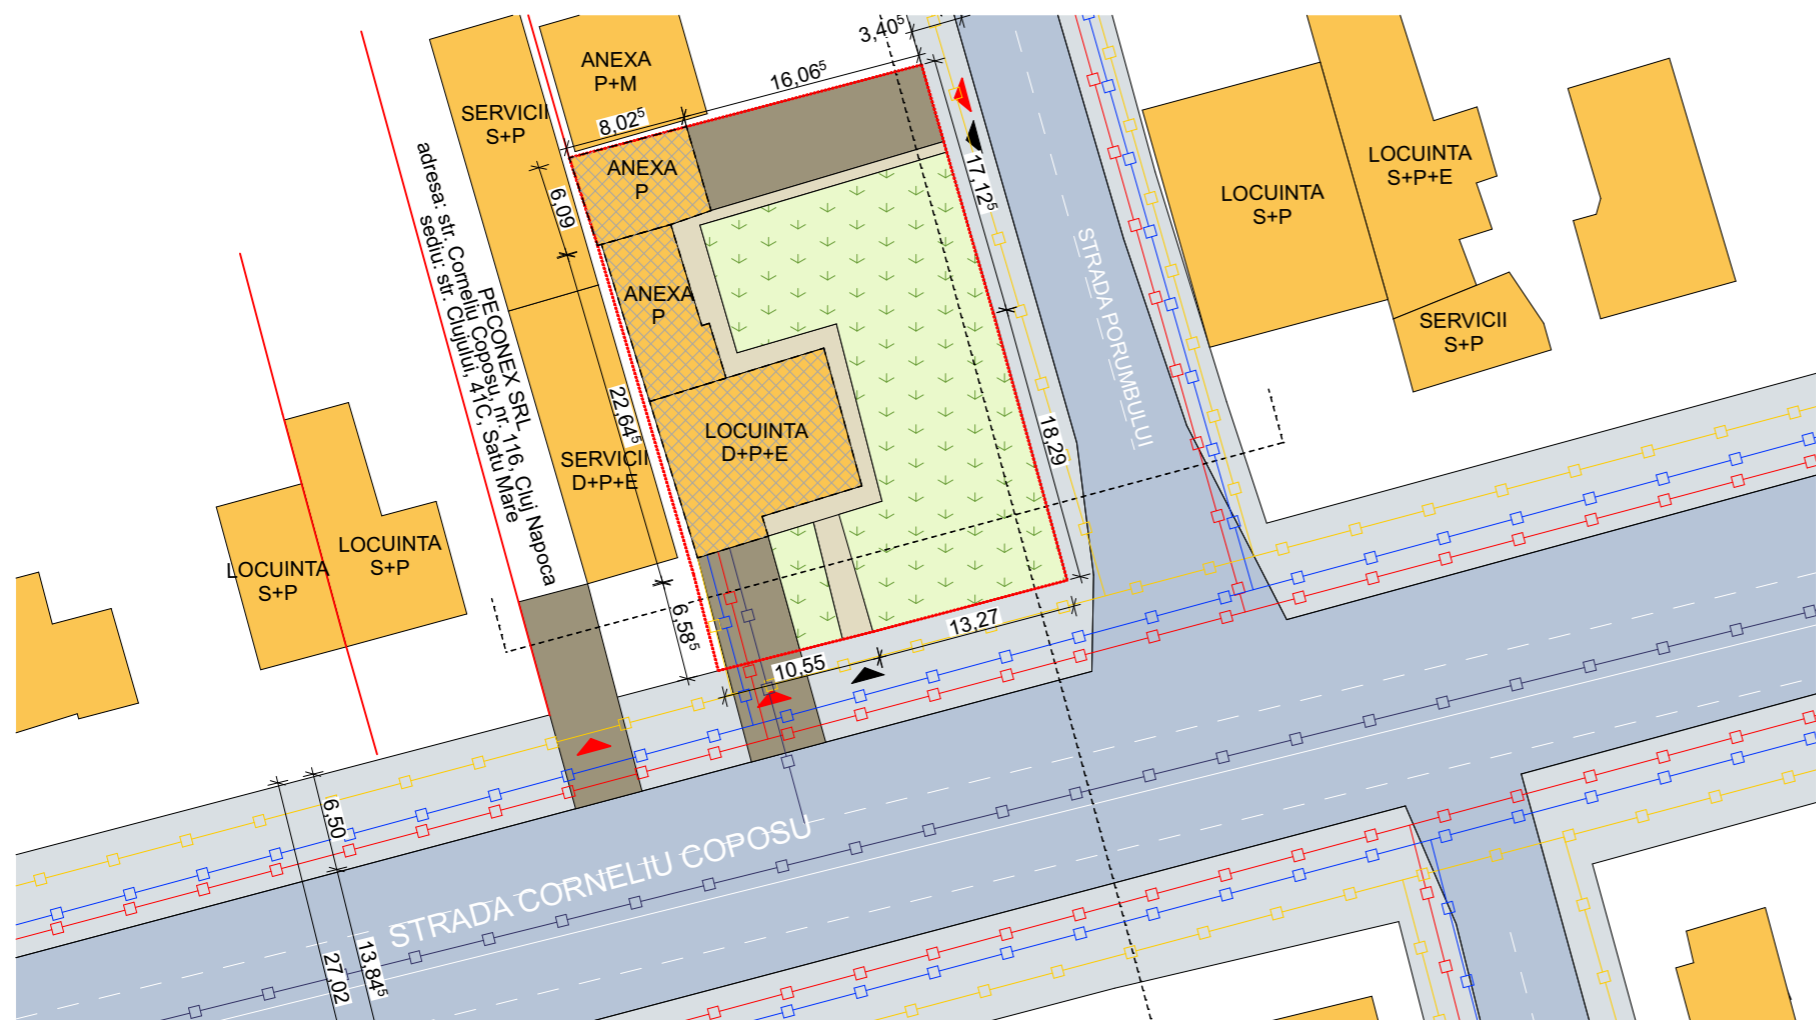 3,40⁵
16,06⁵
8,02⁵
ANEXA
P+M
SERVICII
S+P
ANEXA
P
6,09
17,12⁵
LOCUINTA
S+P
LOCUINTA
S+P+E
SERVICII
S+P
STRADA PORUMBULUI
ANEXA
P
PECONEX SRL
adresa: str. Corneliu Coposu, nr. 116, Cluj Napoca
sediu: str. Clujului, 41C, Satu Mare
22,64⁵
18,29
LOCUINTA
D+P+E
SERVICII
D+P+E
LOCUINTA
S+P
LOCUINTA
S+P
6,58⁵
13,27
10,55
6,50
STRADA CORNELIU COPOSU
27,02
13,84⁵